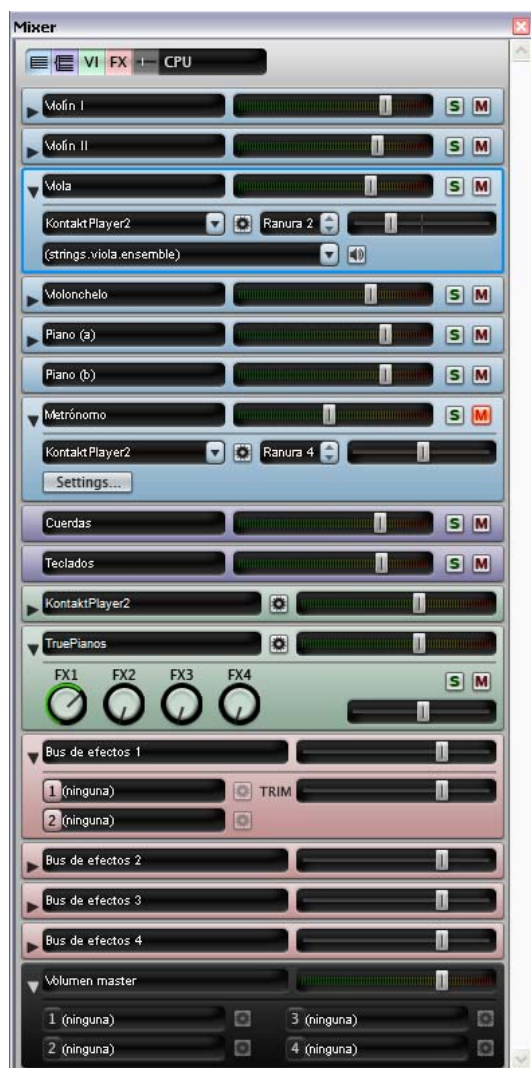 Mixer
VI FX CPU
Violín I S M
Violín II S M
Viola S M
KontaktPlayer2 Ranura 2
(strings.viola.ensemble)
Violonchelo S M
Piano (a) S M
Piano (b) S M
Metrónomo S M
KontaktPlayer2 Ranura 4
Settings...
Cuerdas S M
Teclados S M
KontaktPlayer2
TruePianos
FX1 FX2 FX3 FX4 S M
Bus de efectos 1
1 (ninguna) TRIM
2 (ninguna)
Bus de efectos 2
Bus de efectos 3
Bus de efectos 4
Volumen master
1 (ninguna) 3 (ninguna)
2 (ninguna) 4 (ninguna)